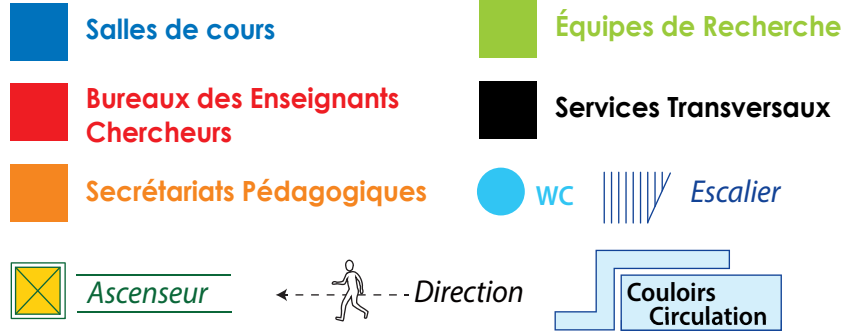 Salles de cours
Équipes de Recherche
Bureaux des Enseignants
Chercheurs
Services Transversaux
Secrétariats Pédagogiques
WC
Escalier
Ascenseur
Direction
Couloirs
Circulation